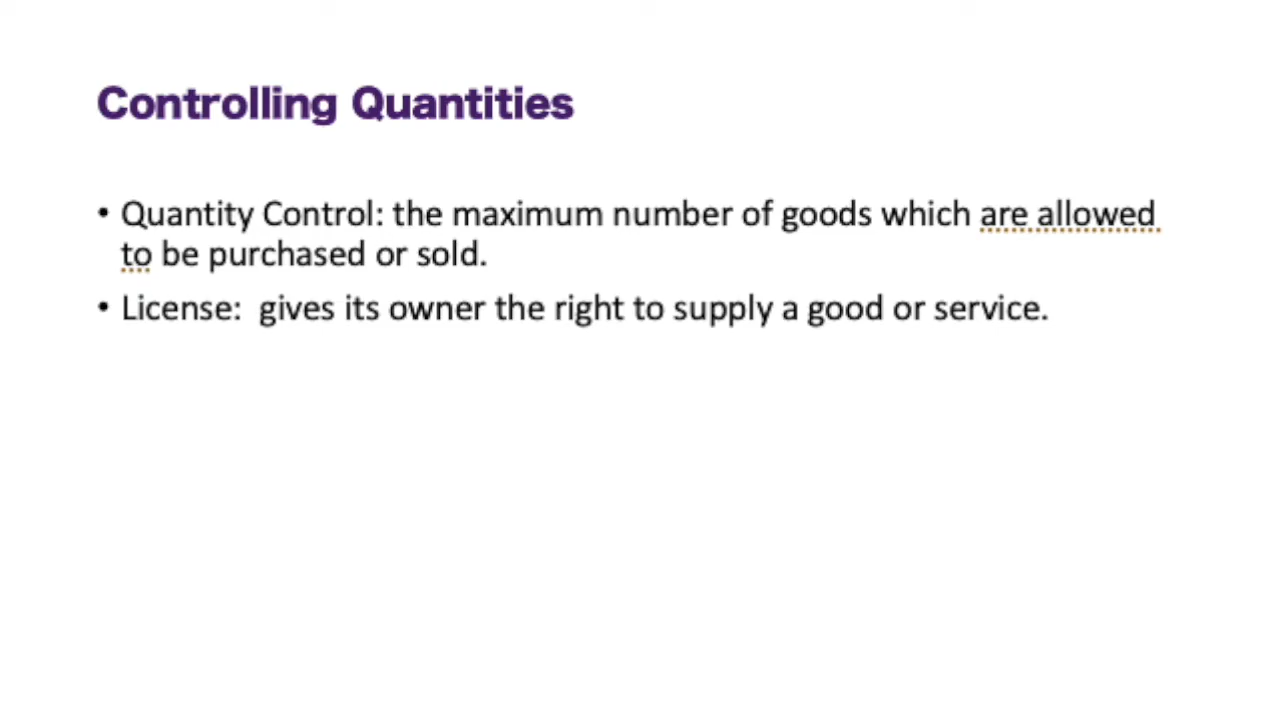 Controlling Quantities
• Quantity Control: the maximum number of goods which are allowed
to be purchased or sold.
• License:  gives its owner the right to supply a good or service.